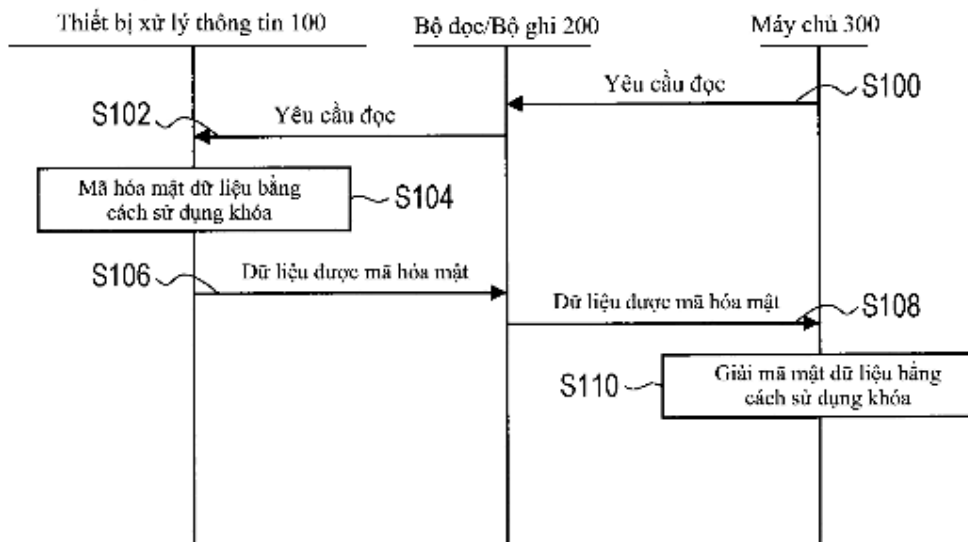 Thiết bị xử lý thông tin 100
Bộ đọc/Bộ ghi 200
Máy chủ 300
Yêu cầu đọc
S100
S102
Yêu cầu đọc
Mã hóa mật dữ liệu bằng
cách sử dụng khóa
S104
S106
Dữ liệu được mã hóa mật
Dữ liệu được mã hóa mật
S108
S110
Giải mã mật dữ liệu bằng
cách sử dụng khóa